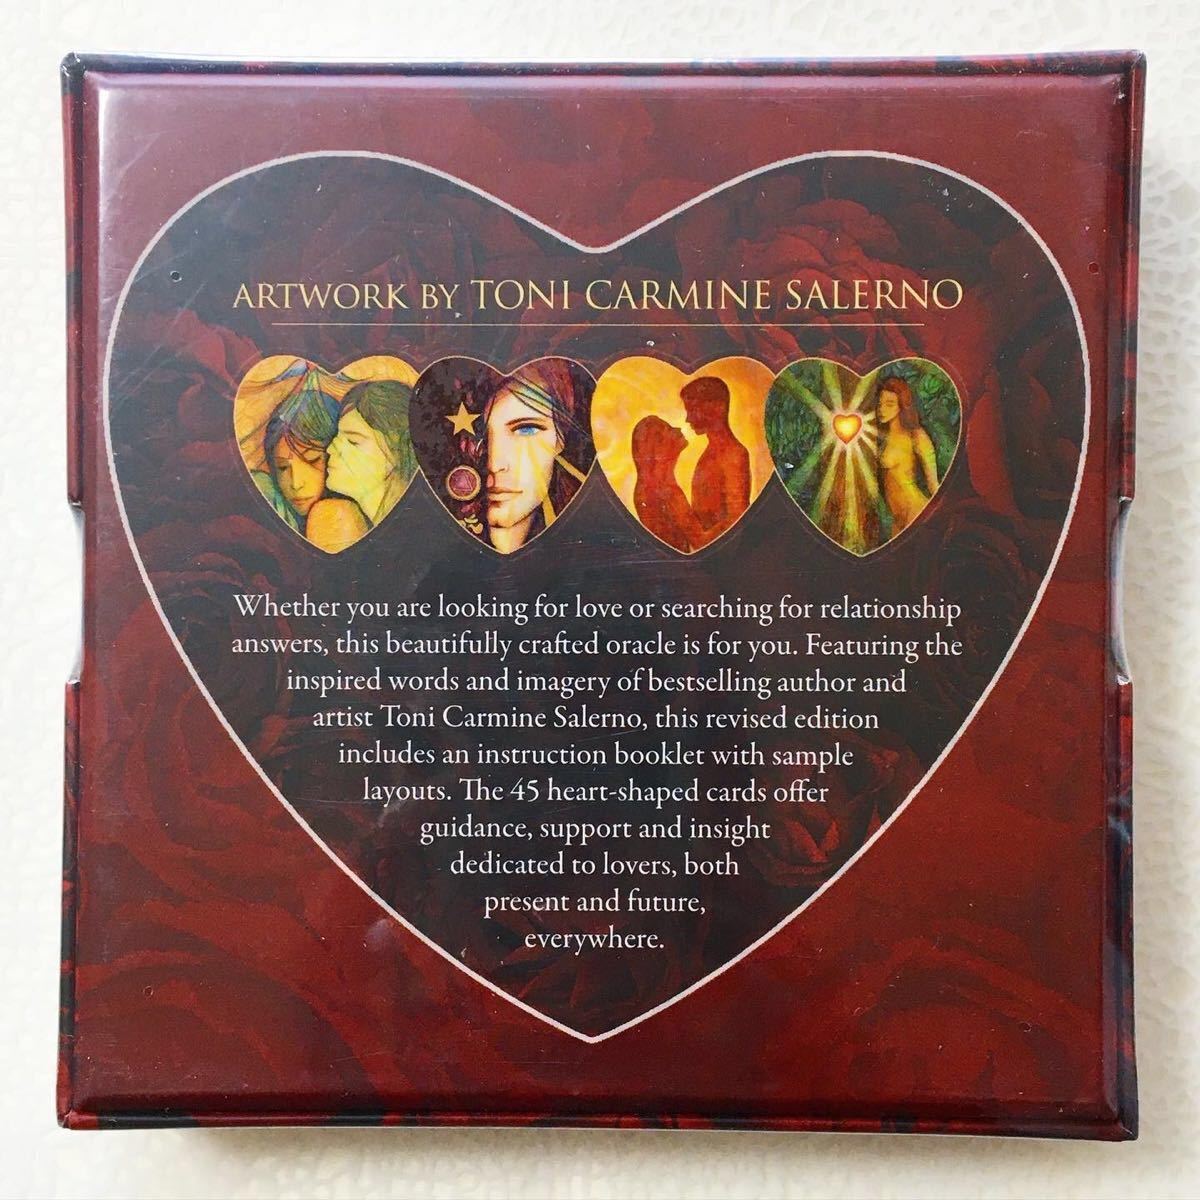 ARTWORK BY TONI CARMINE SALERNO
Whether you are looking for love or searching for relationship
answers, this beautifully crafted oracle is for you. Featuring the
inspired words and imagery of bestselling author and
artist Toni Carmine Salerno, this revised edition
includes an instruction booklet with sample
layouts. The 45 heart-shaped cards offer
guidance, support and insight
dedicated to lovers, both
present and future,
everywhere.